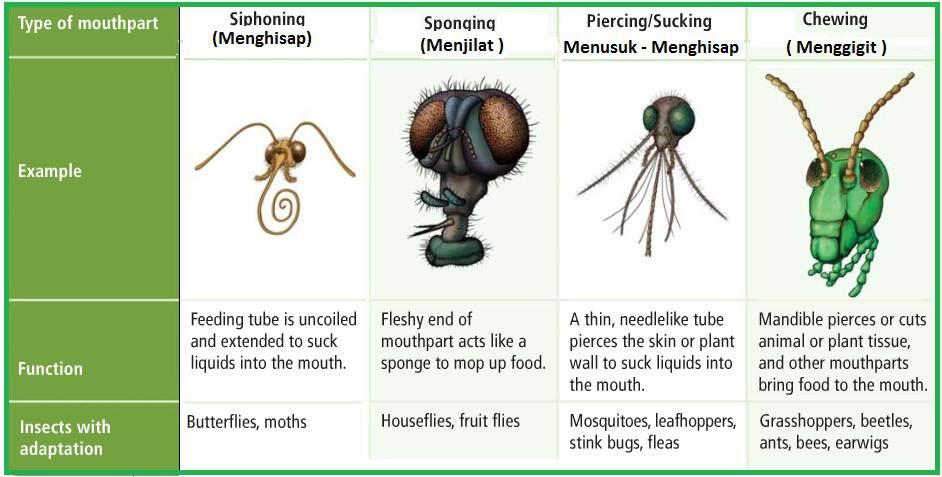 Type of mouthpart
Siphoning
(Menghisap)
Sponging
(Menjilat )
Piercing/Sucking
Menusuk - Menghisap
Chewing
( Menggigit )
Example
Function
Feeding tube is uncoiled
and extended to suck
liquids into the mouth.
Fleshy end of
mouthpart acts like a
sponge to mop up food.
A thin, needlelike tube
pierces the skin or plant
wall to suck liquids into
the mouth.
Mandible pierces or cuts
animal or plant tissue,
and other mouthparts
bring food to the mouth.
Insects with
adaptation
Butterflies, moths
Houseflies, fruit flies
Mosquitoes, leafhoppers,
stink bugs, fleas
Grasshoppers, beetles,
ants, bees, earwigs